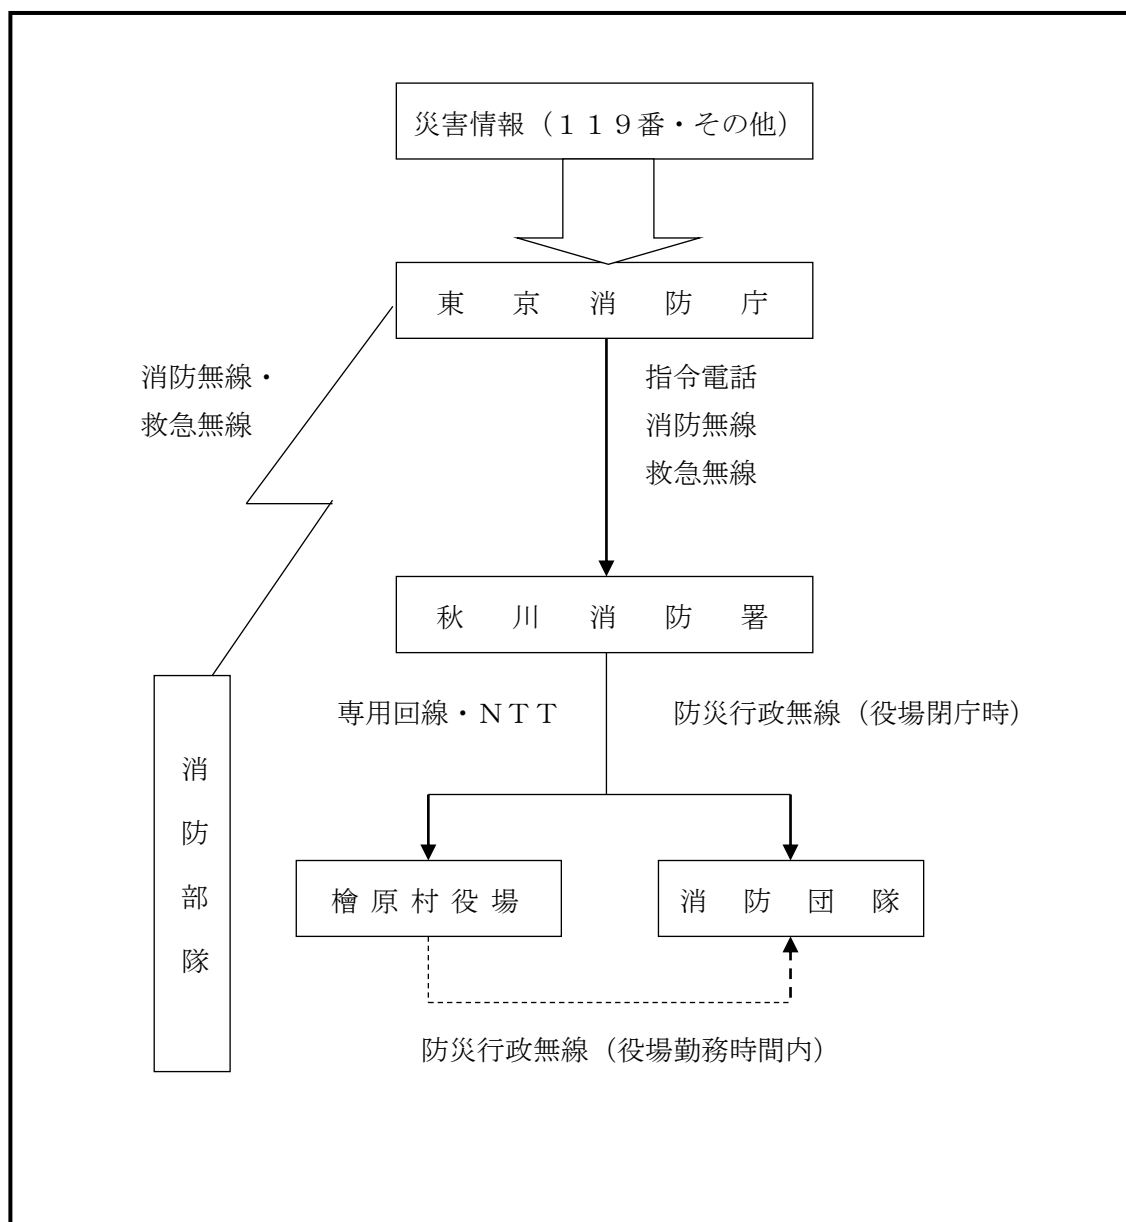 災害情報（１１９番・その他）
東京消防庁
消防無線・
救急無線
指令電話
消防無線
救急無線
秋川消防署
専用回線・ＮＴＴ
防災行政無線（役場閉庁時）
消防部隊
檜原村役場
消防団隊
防災行政無線（役場勤務時間内）